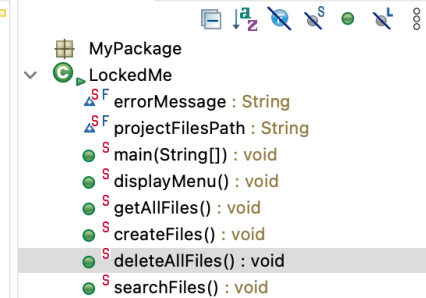 MyPackage
LockedMe
S F errorMessage : String
S F projectFilesPath : String
S main(String[]) : void
S displayMenu() : void
S getAllFiles() : void
S createFiles() : void
S deleteAllFiles() : void
S searchFiles() : void